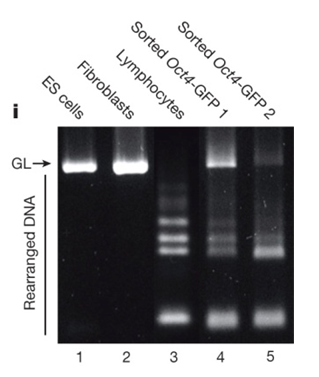 i
ES cells
Fibroblasts
Lymphocytes
Sorted Oct4-GFP 1
Sorted Oct4-GFP 2
GL→
Rearranged DNA
1 2 3 4 5